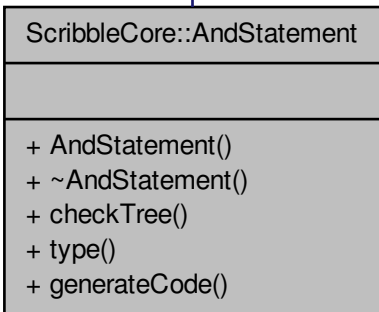 ScribbleCore::AndStatement
+ AndStatement()
+ ~AndStatement()
+ checkTree()
+ type()
+ generateCode()